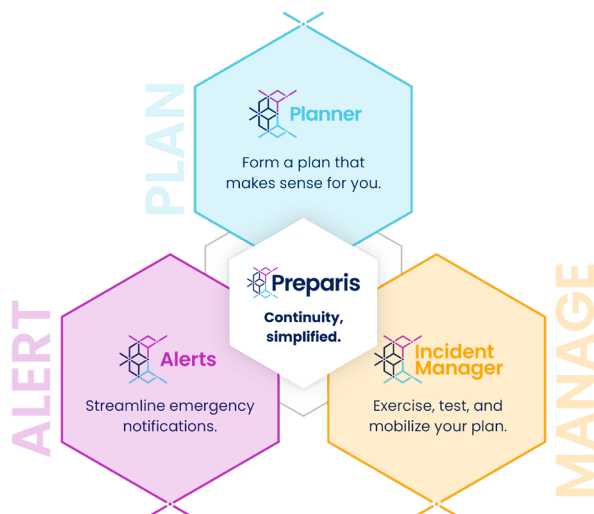 PLAN
Planner
Form a plan that
makes sense for you.
Preparis
Continuity,
simplified.
ALERT
Alerts
Streamline emergency
notifications.
Incident
Manager
Exercise, test, and
mobilize your plan.
MANAGE